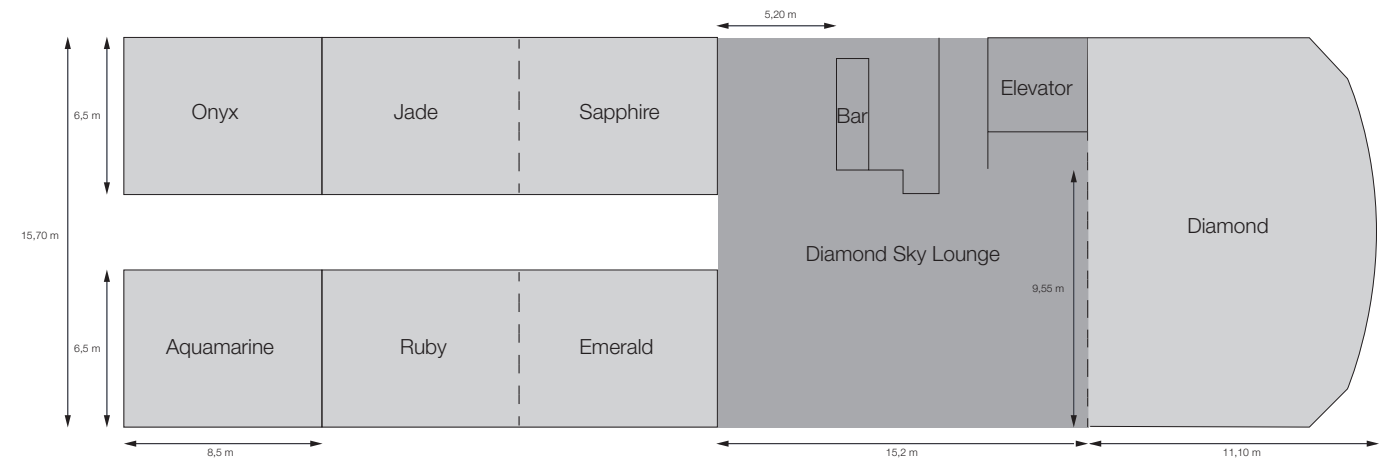 5,20 m
Onyx
Jade
Sapphire
Bar
Elevator
6,5 m
15,70 m
Diamond
Diamond Sky Lounge
9,55 m
Aquamarine
Ruby
Emerald
6,5 m
8,5 m
15,2 m
11,10 m